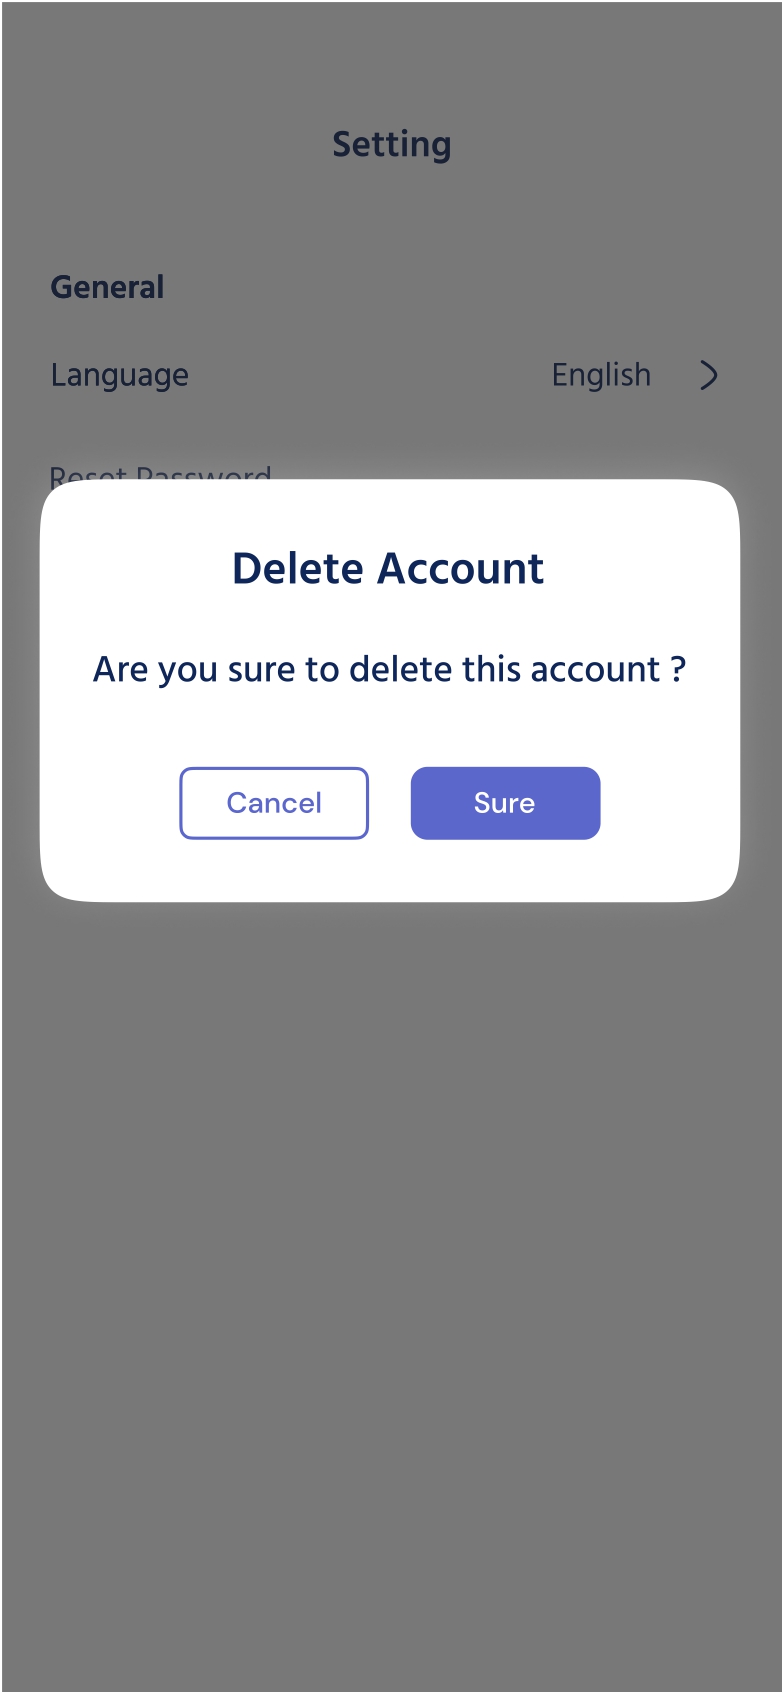 Setting
General
Language English
Reset Password
Delete Account
Are you sure to delete this account ?
Cancel Sure